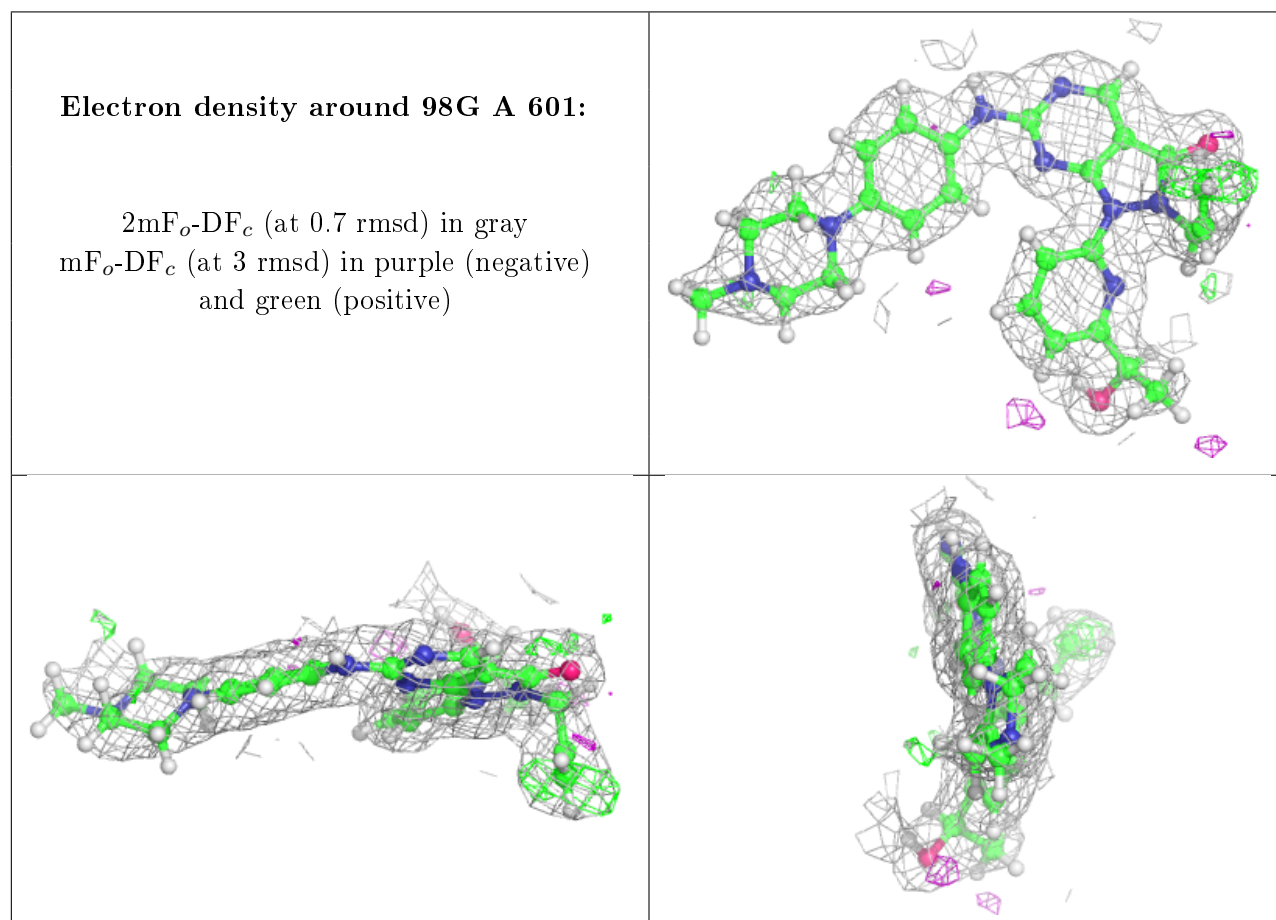 Electron density around 98G A 601:
2mFo-DFc (at 0.7 rmsd) in gray
mFo-DFc (at 3 rmsd) in purple (negative)
and green (positive)